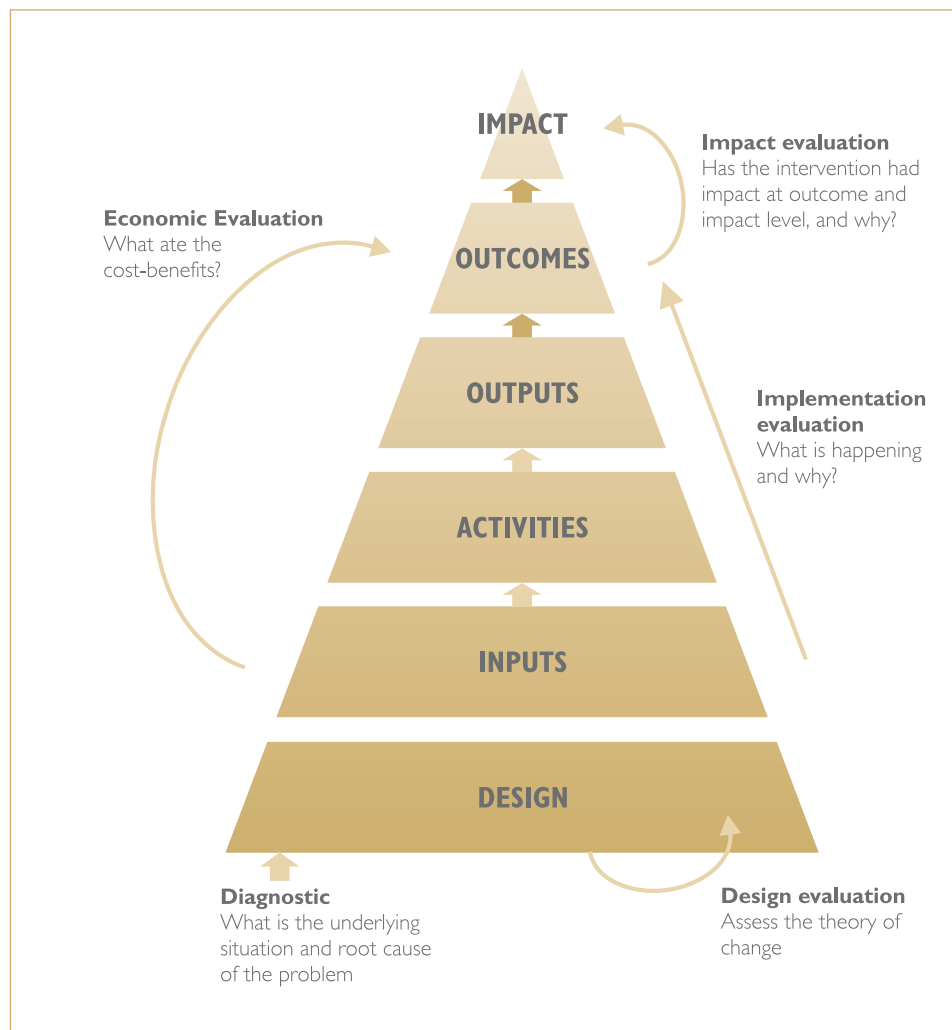 IMPACT
Impact evaluation
Has the intervention had
impact at outcome and
impact level, and why?
Economic Evaluation
What ate the
cost-benefits?
OUTCOMES
OUTPUTS
Implementation
evaluation
What is happening
and why?
ACTIVITIES
INPUTS
DESIGN
Diagnostic
What is the underlying
situation and root cause
of the problem
Design evaluation
Assess the theory of
change